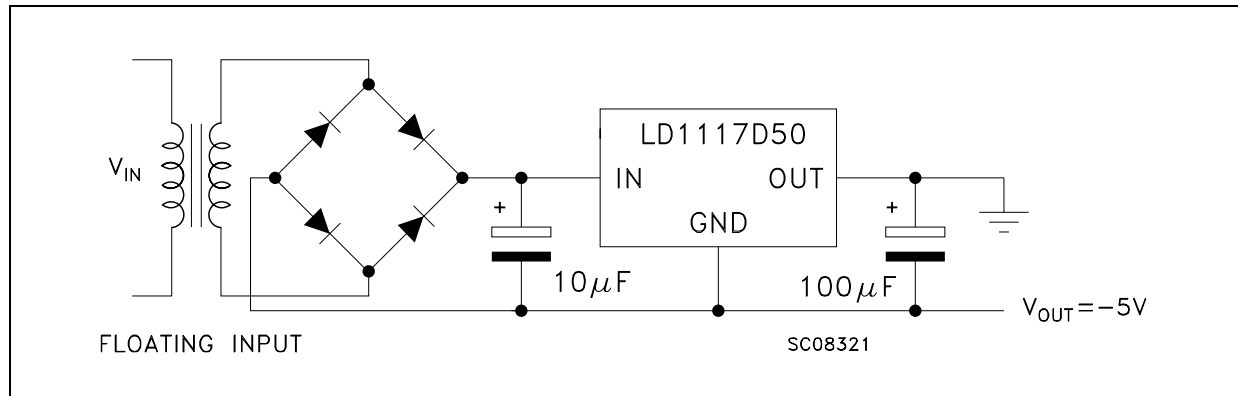 LD1117D50
V_IN
IN
OUT
+
+
GND
10μF
100μF
V_OUT=-5V
FLOATING INPUT
SC08321